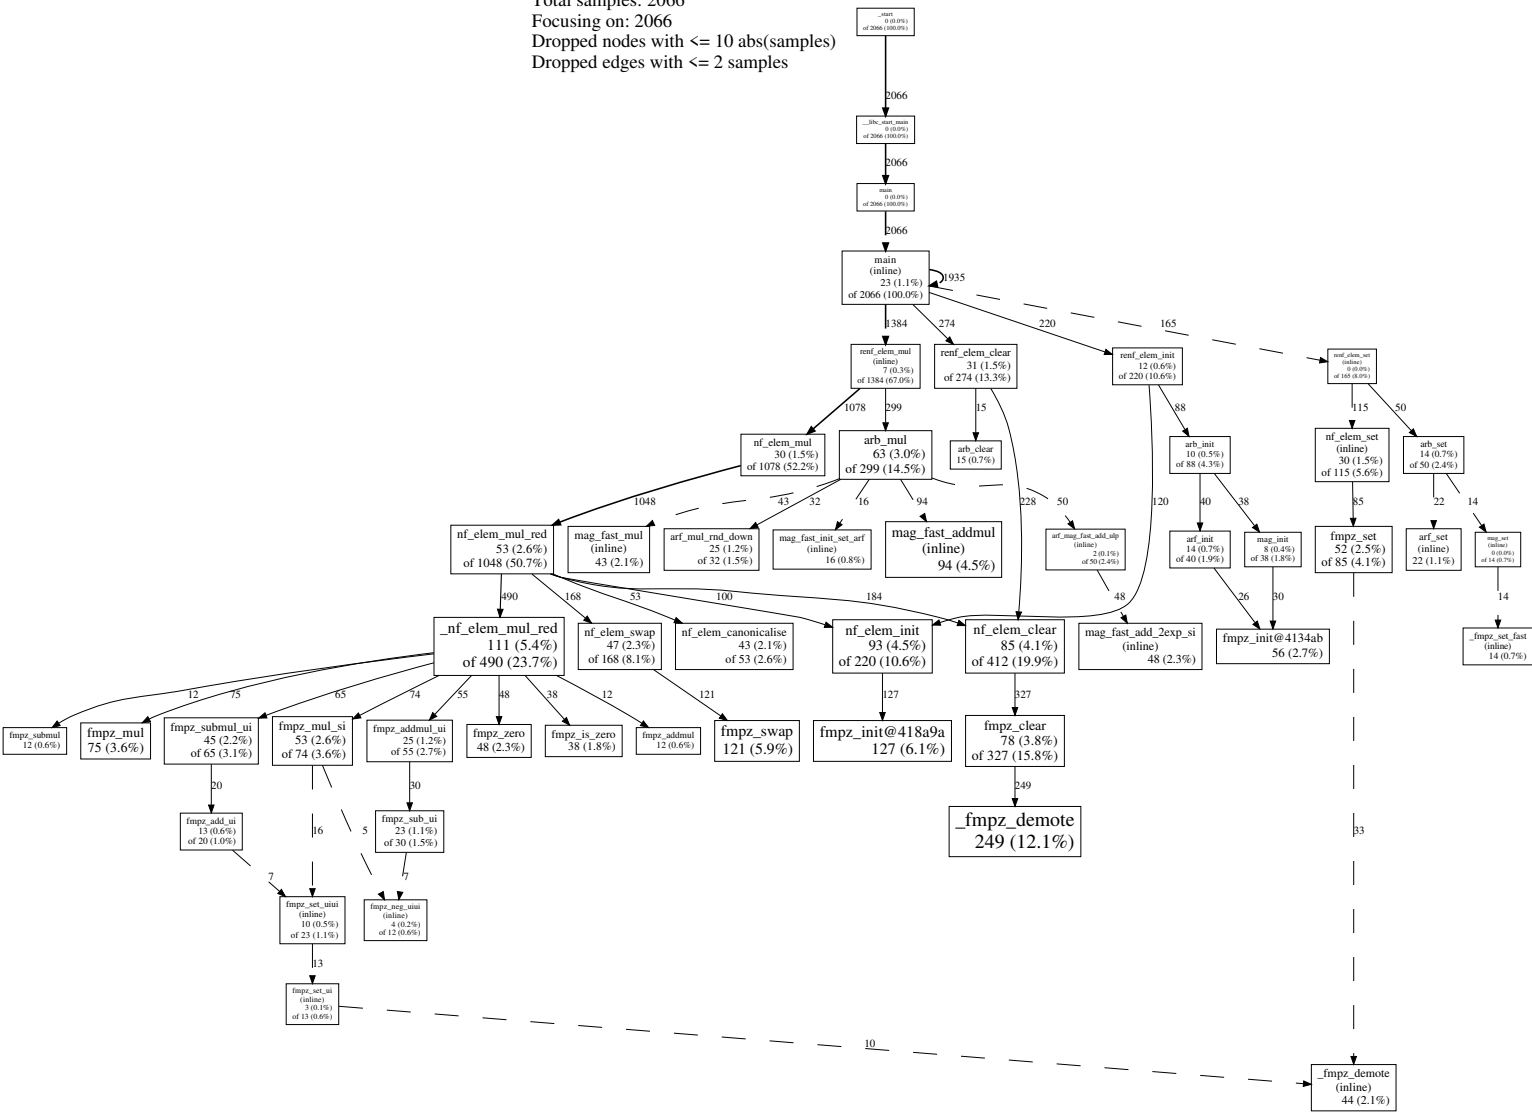 Total samples: 2066
Focusing on: 2066
Dropped nodes with <= 10 abs(samples)
Dropped edges with <= 2 samples
_start
0 (0.0%)
of 2066 (100.0%)
2066
__libc_start_main
0 (0.0%)
of 2066 (100.0%)
2066
main
0 (0.0%)
of 2066 (100.0%)
2066
main
(inline)
23 (1.1%)
of 2066 (100.0%)
1935
1384
274
220
165
renf_elem_mul
(inline)
7 (0.3%)
of 1384 (67.0%)
renf_elem_clear
31 (1.5%)
of 274 (13.3%)
renf_elem_init
12 (0.6%)
of 220 (10.6%)
renf_elem_set
(inline)
0 (0.0%)
of 165 (8.0%)
1078
299
15
88
115
50
nf_elem_mul
30 (1.5%)
of 1078 (52.2%)
arb_mul
63 (3.0%)
of 299 (14.5%)
arb_clear
15 (0.7%)
arb_init
10 (0.5%)
of 88 (4.3%)
nf_elem_set
(inline)
30 (1.5%)
of 115 (5.6%)
arb_set
14 (0.7%)
of 50 (2.4%)
1048
43
32
16
94
50
228
120
40
38
85
22
14
nf_elem_mul_red
53 (2.6%)
of 1048 (50.7%)
mag_fast_mul
(inline)
43 (2.1%)
arf_mul_rnd_down
25 (1.2%)
of 32 (1.5%)
mag_fast_init_set_arf
(inline)
16 (0.8%)
mag_fast_addmul
(inline)
94 (4.5%)
arf_mag_fast_add_ulp
(inline)
2 (0.1%)
of 50 (2.4%)
arf_init
14 (0.7%)
of 40 (1.9%)
mag_init
8 (0.4%)
of 38 (1.8%)
fmpz_set
52 (2.5%)
of 85 (4.1%)
arf_set
(inline)
22 (1.1%)
mag_set
(inline)
0 (0.0%)
of 14 (0.7%)
490
168
53
100
184
48
26
30
14
_nf_elem_mul_red
111 (5.4%)
of 490 (23.7%)
nf_elem_swap
47 (2.3%)
of 168 (8.1%)
nf_elem_canonicalise
43 (2.1%)
of 53 (2.6%)
nf_elem_init
93 (4.5%)
of 220 (10.6%)
nf_elem_clear
85 (4.1%)
of 412 (19.9%)
mag_fast_add_2exp_si
(inline)
48 (2.3%)
fmpz_init@4134ab
56 (2.7%)
_fmpz_set_fast
(inline)
14 (0.7%)
12
75
65
74
55
48
38
12
121
127
327
fmpz_submul
12 (0.6%)
fmpz_mul
75 (3.6%)
fmpz_submul_ui
45 (2.2%)
of 65 (3.1%)
fmpz_mul_si
53 (2.6%)
of 74 (3.6%)
fmpz_addmul_ui
25 (1.2%)
of 55 (2.7%)
fmpz_zero
48 (2.3%)
fmpz_is_zero
38 (1.8%)
fmpz_addmul
12 (0.6%)
fmpz_swap
121 (5.9%)
fmpz_init@418a9a
127 (6.1%)
fmpz_clear
78 (3.8%)
of 327 (15.8%)
20
30
249
fmpz_add_ui
13 (0.6%)
of 20 (1.0%)
16
5
fmpz_sub_ui
23 (1.1%)
of 30 (1.5%)
_fmpz_demote
249 (12.1%)
33
7
7
fmpz_set_uiui
(inline)
10 (0.5%)
of 23 (1.1%)
fmpz_neg_uiui
(inline)
4 (0.2%)
of 12 (0.6%)
13
fmpz_set_ui
(inline)
3 (0.1%)
of 13 (0.6%)
10
_fmpz_demote
(inline)
44 (2.1%)